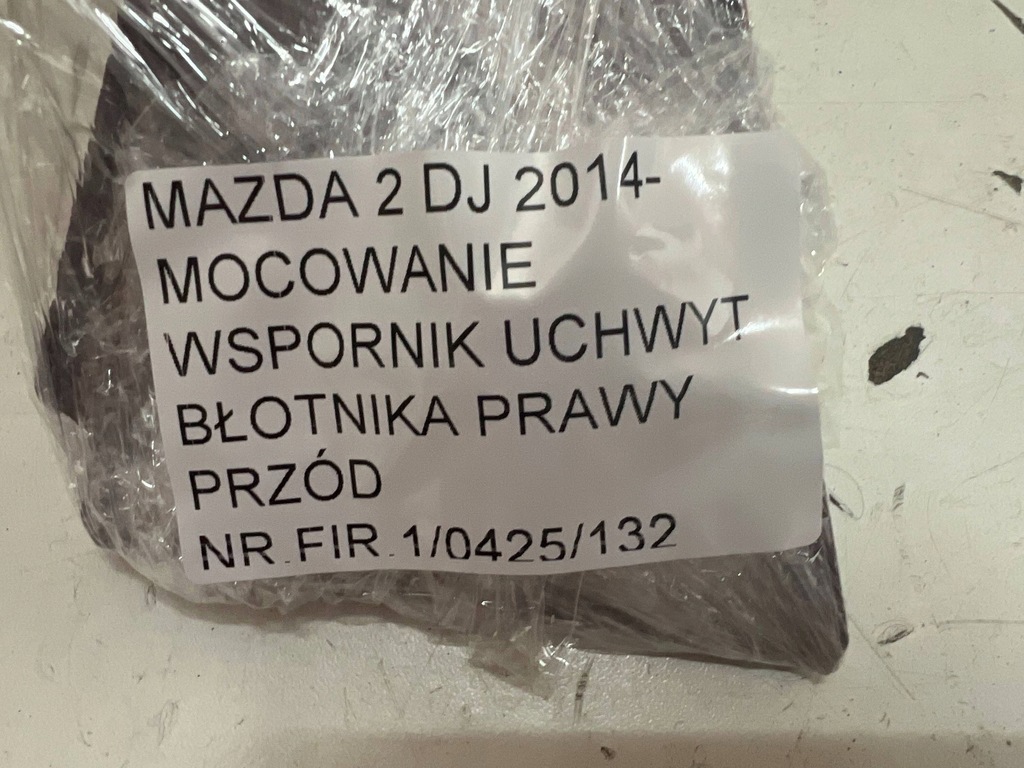 MAZDA 2 DJ 2014-
MOCOWANIE
WSPORNIK UCHWYT
BŁOTNIKA PRAWY
PRZÓD
NR.FIR.1/0425/132